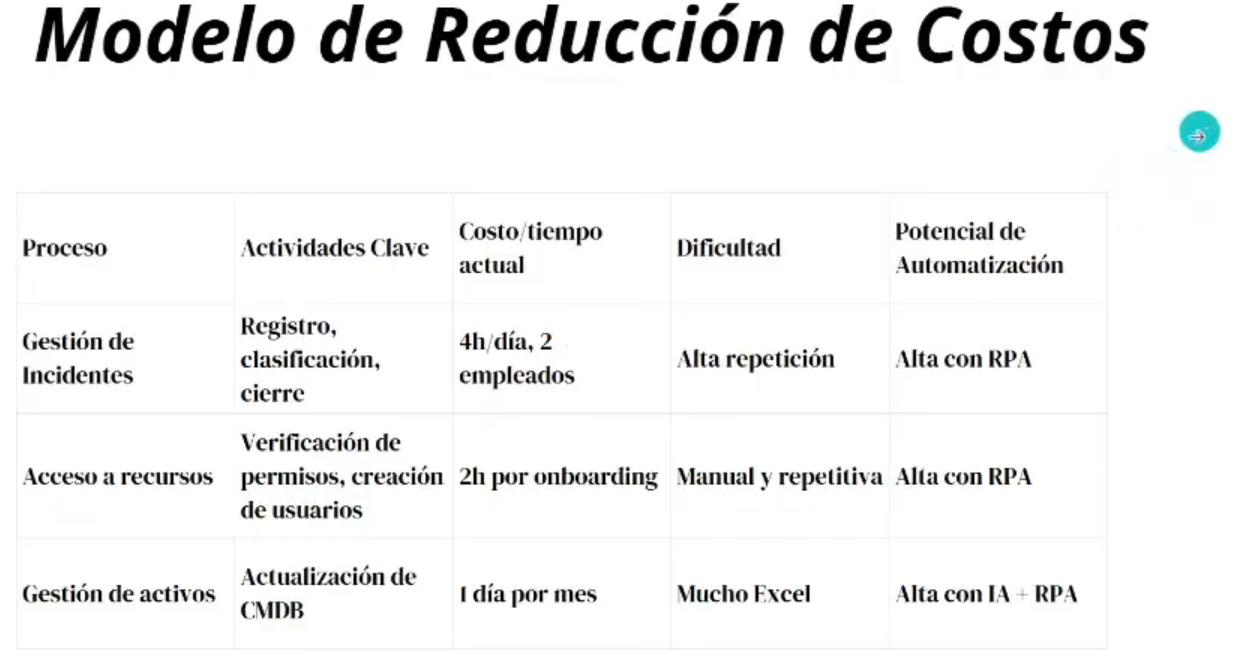 Modelo de Reducción de Costos
Proceso
Actividades Clave
Costo/tiempo
actual
Dificultad
Potencial de
Automatización
Gestión de
Incidentes
Registro,
clasificación,
cierre
4h/día, 2
empleados
Alta repetición
Alta con RPA
Acceso a recursos
Verificación de
permisos, creación
de usuarios
2h por onboarding
Manual y repetitiva
Alta con RPA
Gestión de activos
Actualización de
CMDB
1 día por mes
Mucho Excel
Alta con IA + RPA